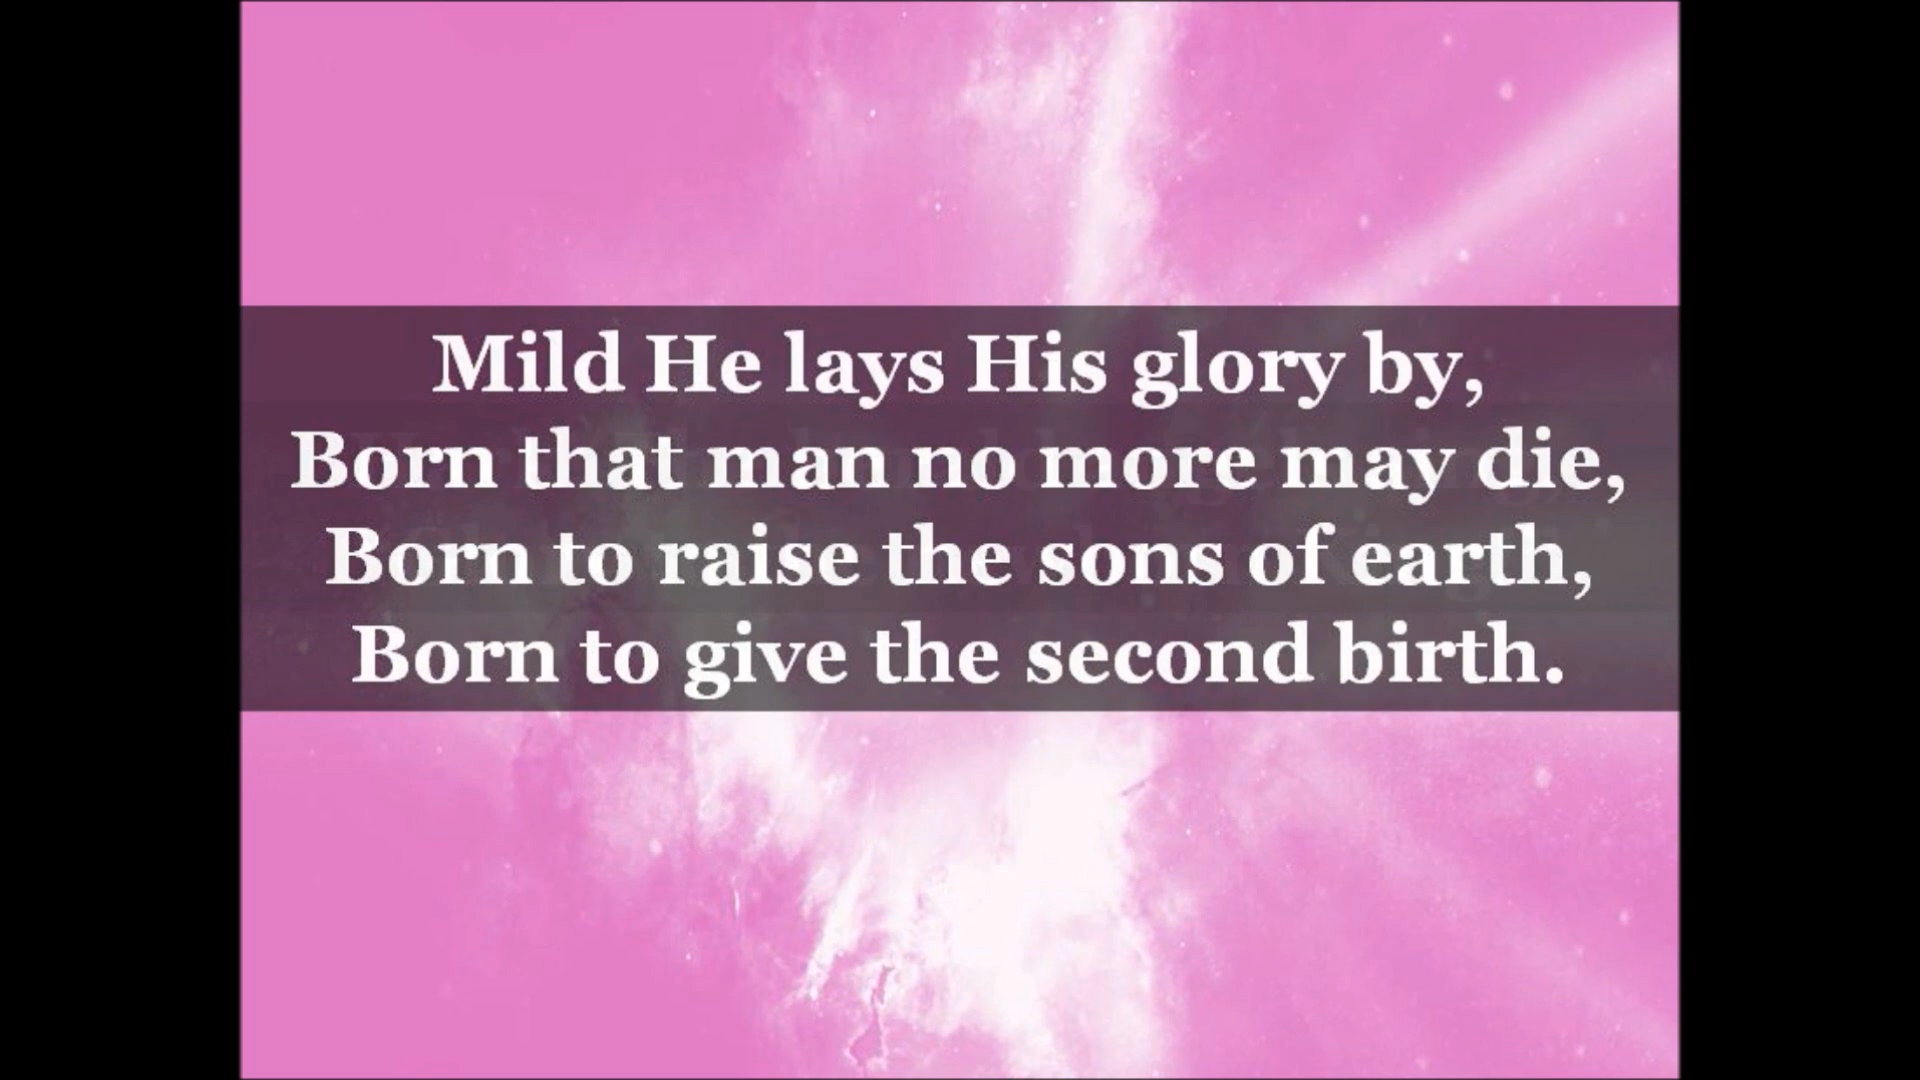 Mild He lays His glory by,
Born that man no more may die,
Born to raise the sons of earth,
Born to give the second birth.